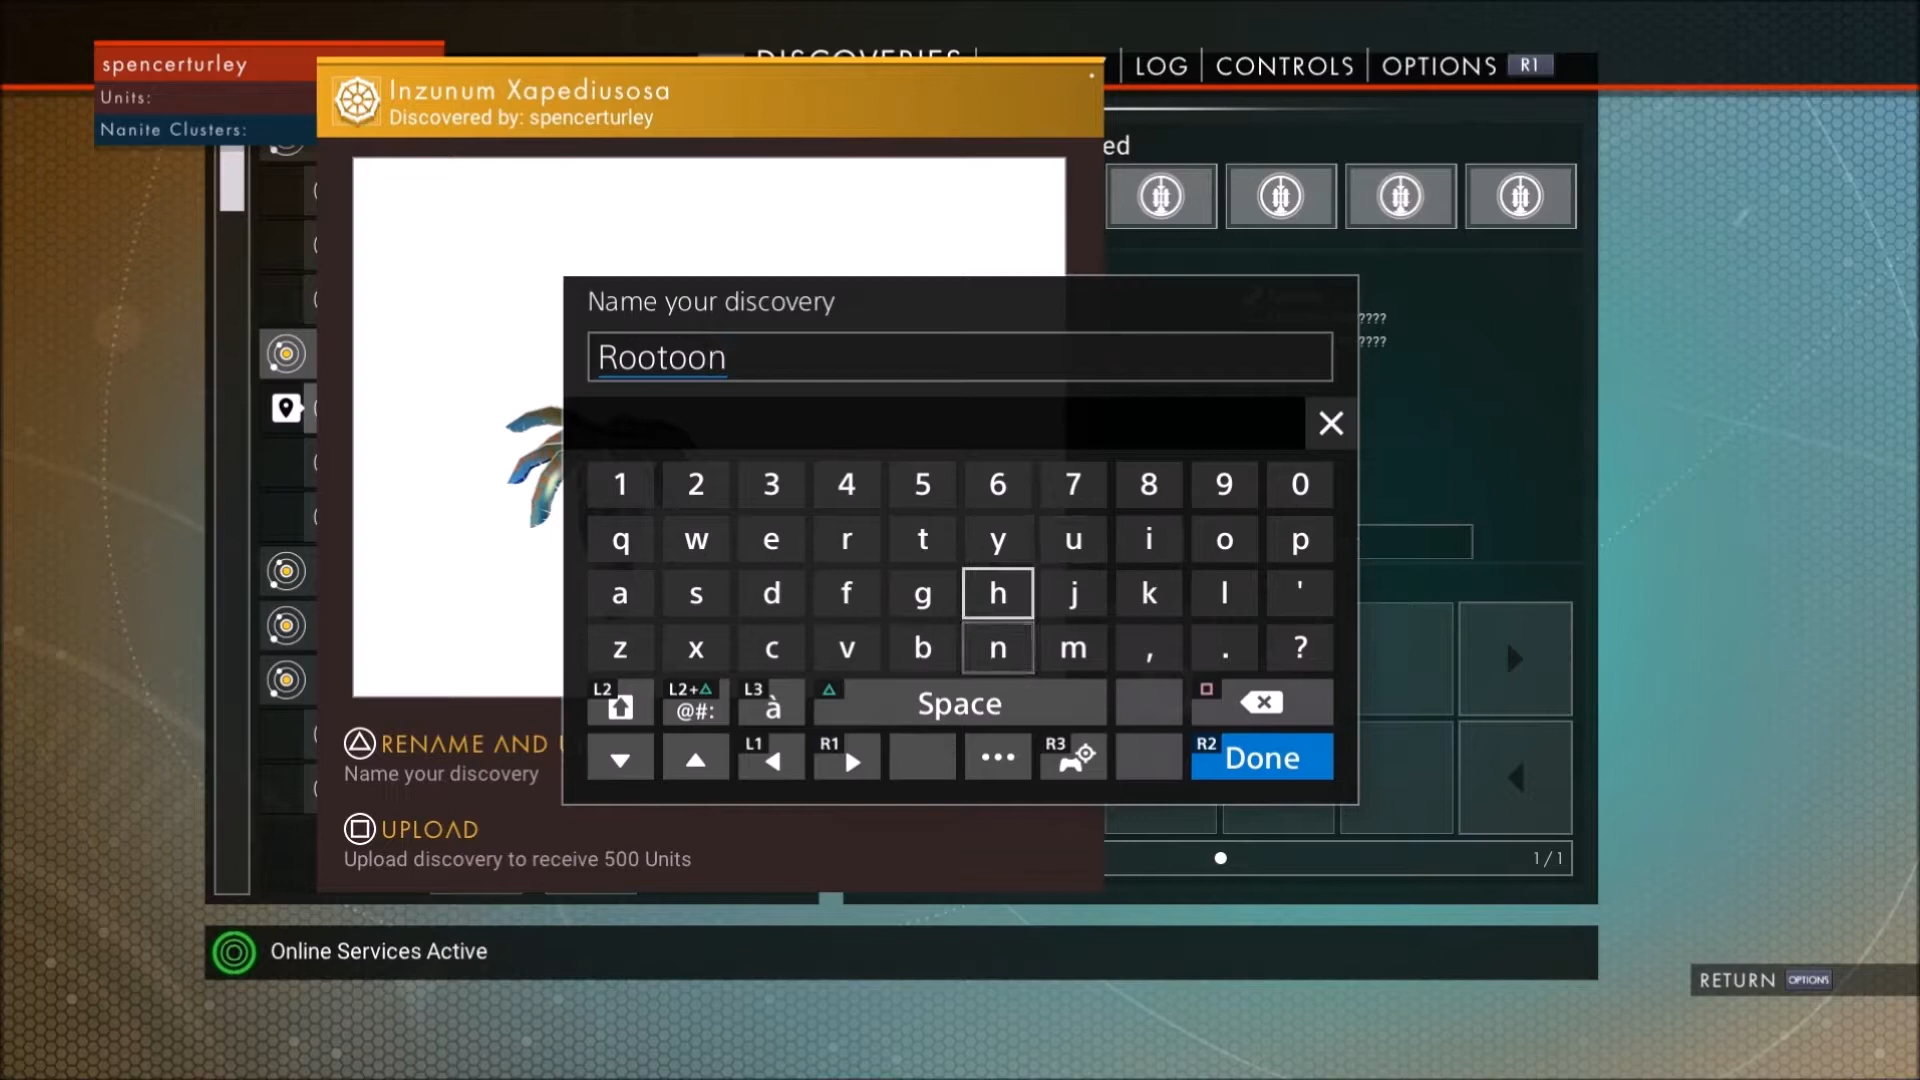 spencerturley
Units:
Nanite Clusters:
DISCOVERIES
LOG
CONTROLS
OPTIONS
R1
Inzunum Xapediusosa
Discovered by: spencerturley
ed
????
????
Name your discovery
Rootoon
1 2 3 4 5 6 7 8 9 0
q w e r t y u i o p
a s d f g h j k l '
z x c v b n m , . ?
L2
L2+△ @#:
L3 à
△ Space
L1
R1
...
R3
R2 Done
RENAME AND
Name your discovery
UPLOAD
Upload discovery to receive 500 Units
1/1
Online Services Active
RETURN OPTIONS